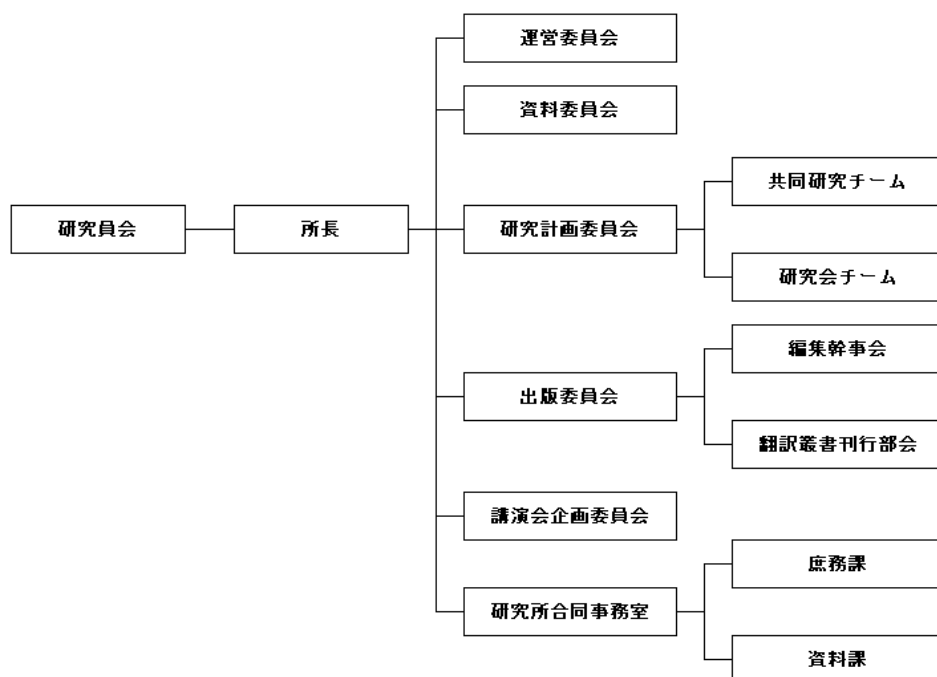 運営委員会
資料委員会
共同研究チーム
研究員会
所長
研究計画委員会
研究会チーム
編集幹事会
出版委員会
翻訳叢書刊行部会
講演会企画委員会
庶務課
研究所合同事務室
資料課